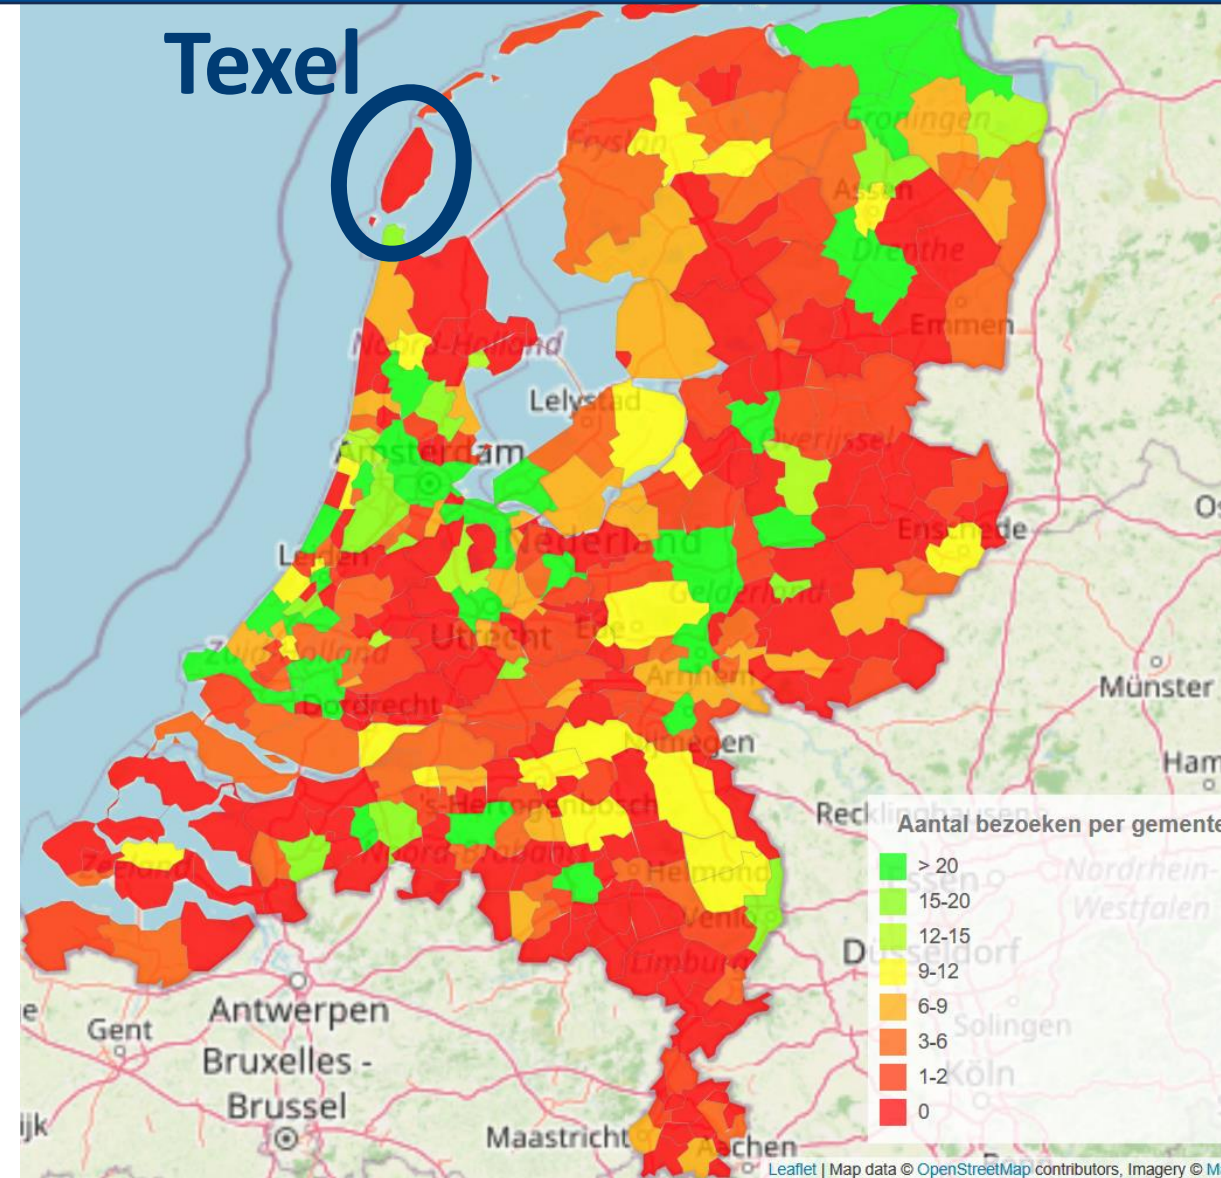 Texel
Fryslân
Groningen
Assen
Drenthe
Emmen
Noord-Holland
Lelystad
Overijssel
Amsterdam
Enschede
Leiden
Nederland
Gelderland
Utrecht
Ede
Zuid-Holland
Arnhem
Dordrecht
Münster
Nijmegen
Ham
's-Hertogenbosch
Recklinghausen
Aantal bezoeken per gemente
Zeeland
Noord-Brabant
Helmond
Essen
Nordrhein-
Westfalen
Venlo
Düsseldorf
Limburg
> 20
15-20
12-15
9-12
6-9
3-6
1-2
0
Solingen
Köln
Antwerpen
Gent
Bruxelles -
Brussel
ijk
Maastricht
Aachen
Leaflet | Map data © OpenStreetMap contributors, Imagery © M